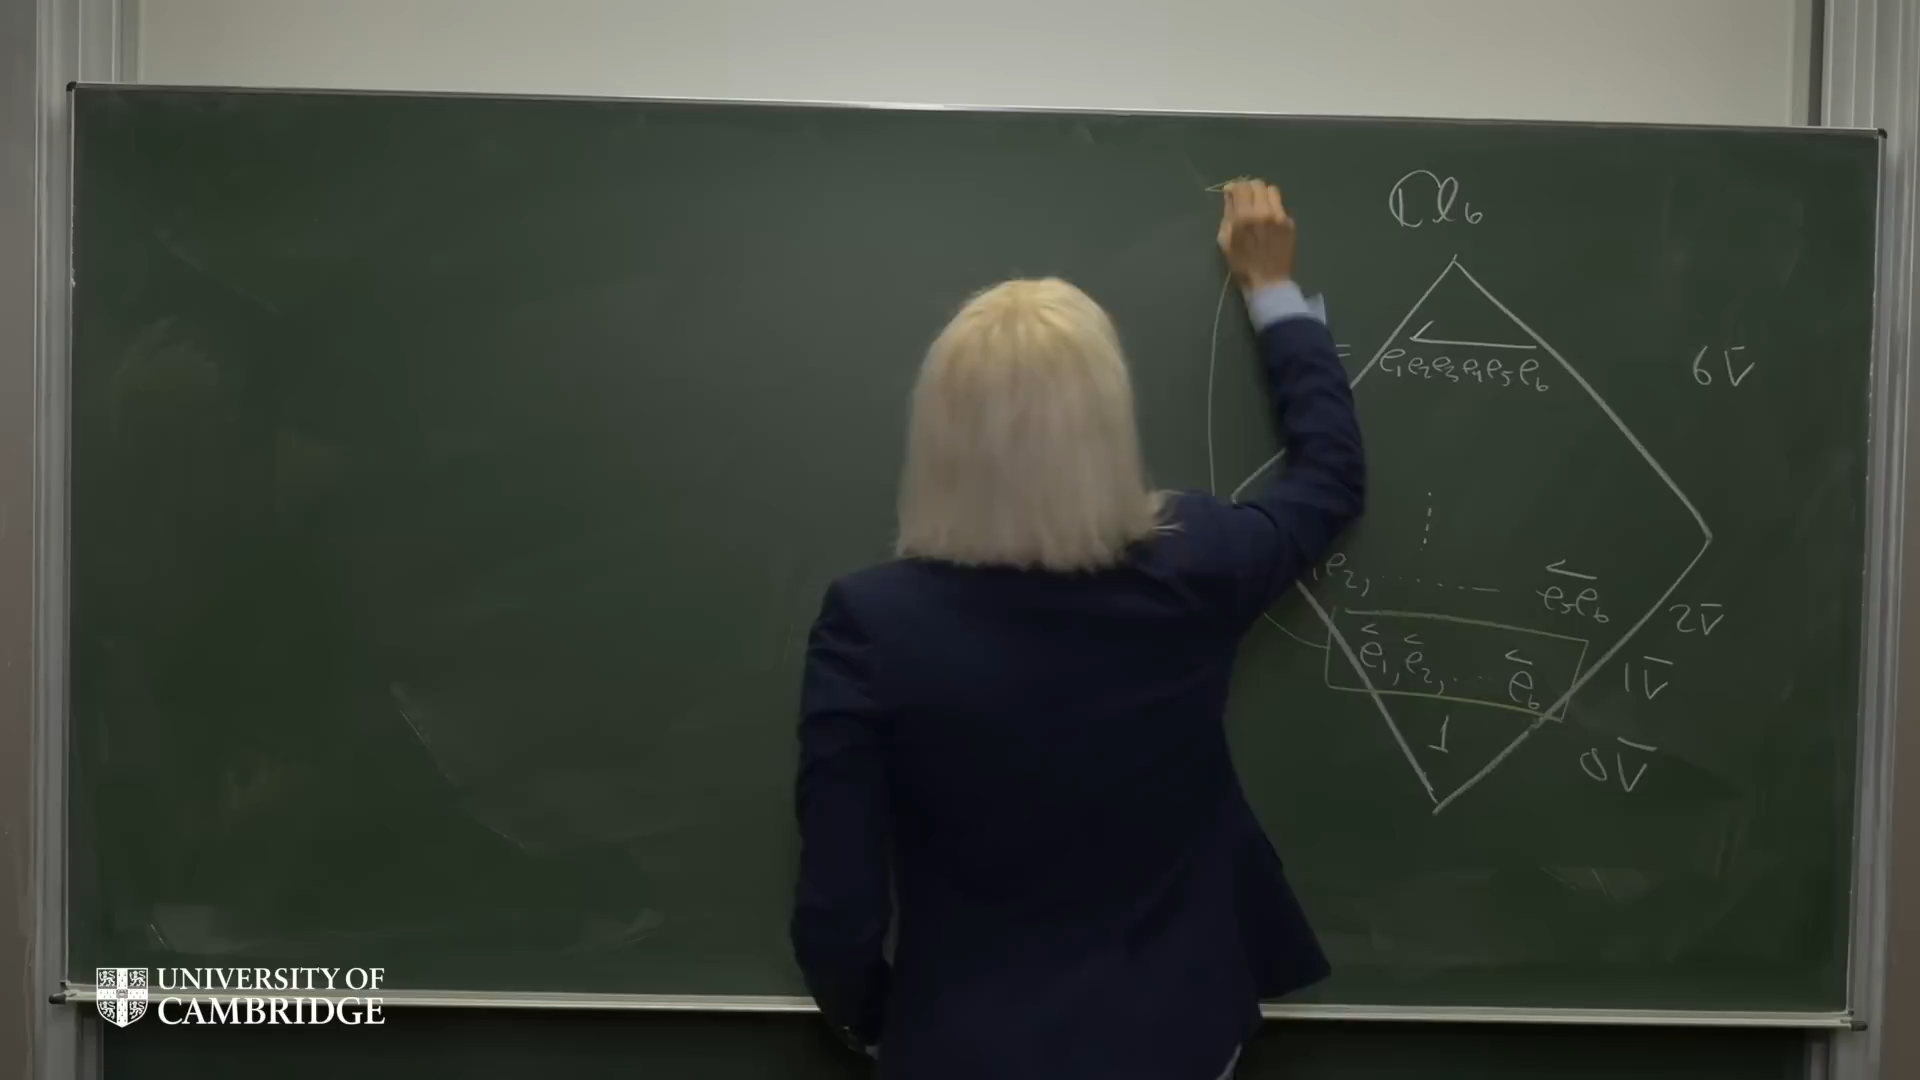 Cl₆
= e₁e₂e₃e₄e₅e₆
6V̄
e₂, ....... e₅e₆
2V̄
e₁, e₂, ... e₆
1V̄
1
0V̄
UNIVERSITY OF
CAMBRIDGE